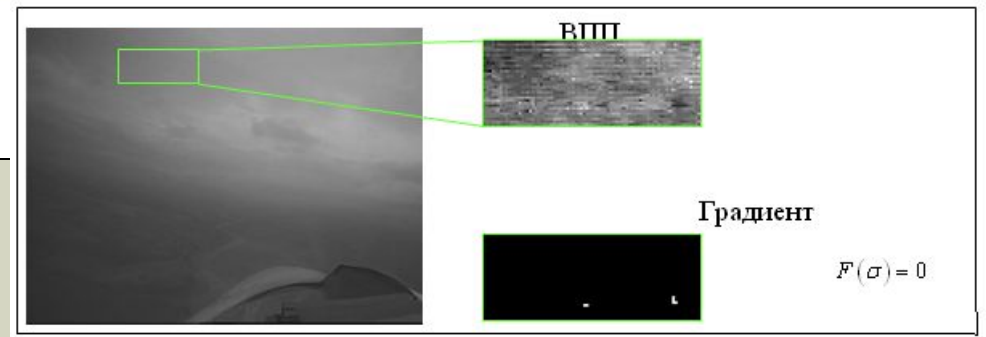 ВПП
Градиент
F(σ) = 0